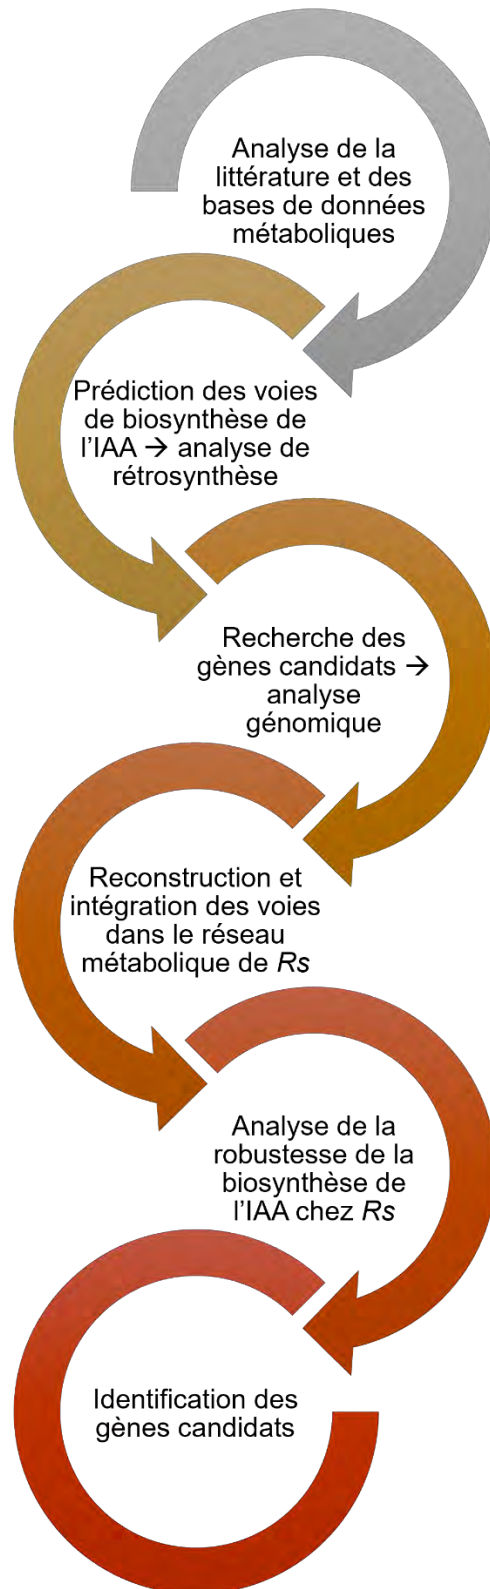 Analyse de la
littérature et des
bases de données
métaboliques
Prédiction des voies
de biosynthèse de
l'IAA → analyse de
rétrosynthèse
Recherche des
gènes candidats →
analyse
génomique
Reconstruction et
intégration des voies
dans le réseau
métabolique de Rs
Analyse de la
robustesse de la
biosynthèse de
l'IAA chez Rs
Identification des
gènes candidats